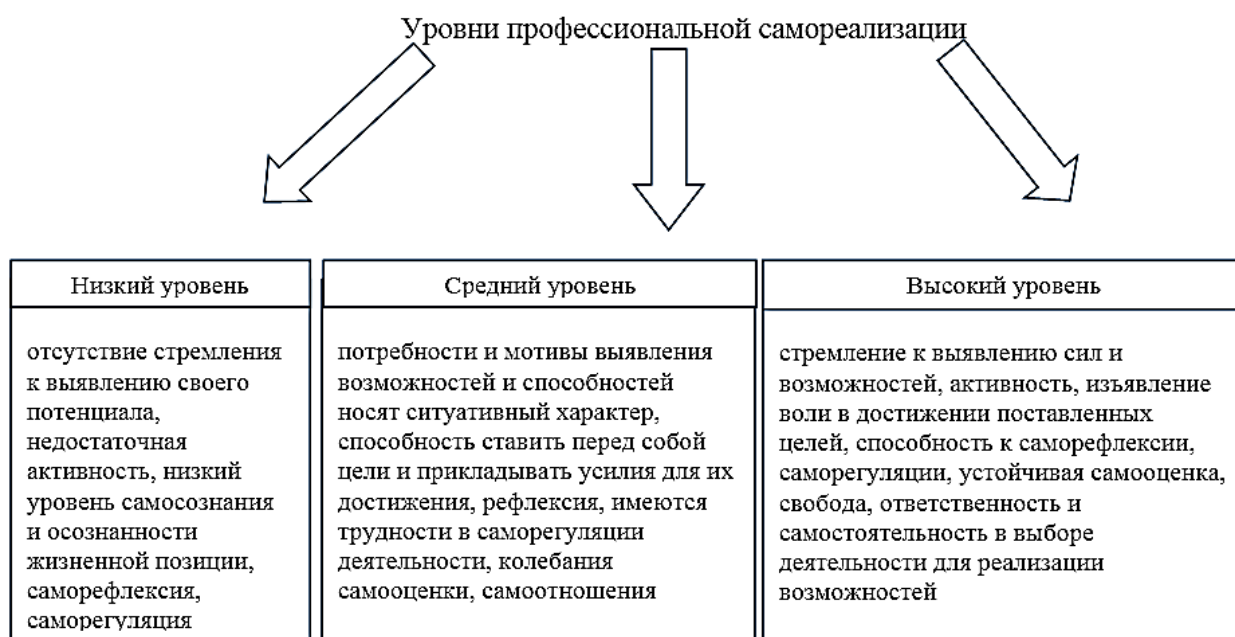 Уровни профессиональной самореализации
Низкий уровень
отсутствие стремления
к выявлению своего
потенциала,
недостаточная
активность, низкий
уровень самосознания
и осознанности
жизненной позиции,
саморефлексия,
саморегуляция
Средний уровень
потребности и мотивы выявления
возможностей и способностей
носят ситуативный характер,
способность ставить перед собой
цели и прикладывать усилия для их
достижения, рефлексия, имеются
трудности в саморегуляции
деятельности, колебания
самооценки, самоотношения
Высокий уровень
стремление к выявлению сил и
возможностей, активность, изъявление
воли в достижении поставленных
целей, способность к саморефлексии,
саморегуляции, устойчивая самооценка,
свобода, ответственность и
самостоятельность в выборе
деятельности для реализации
возможностей